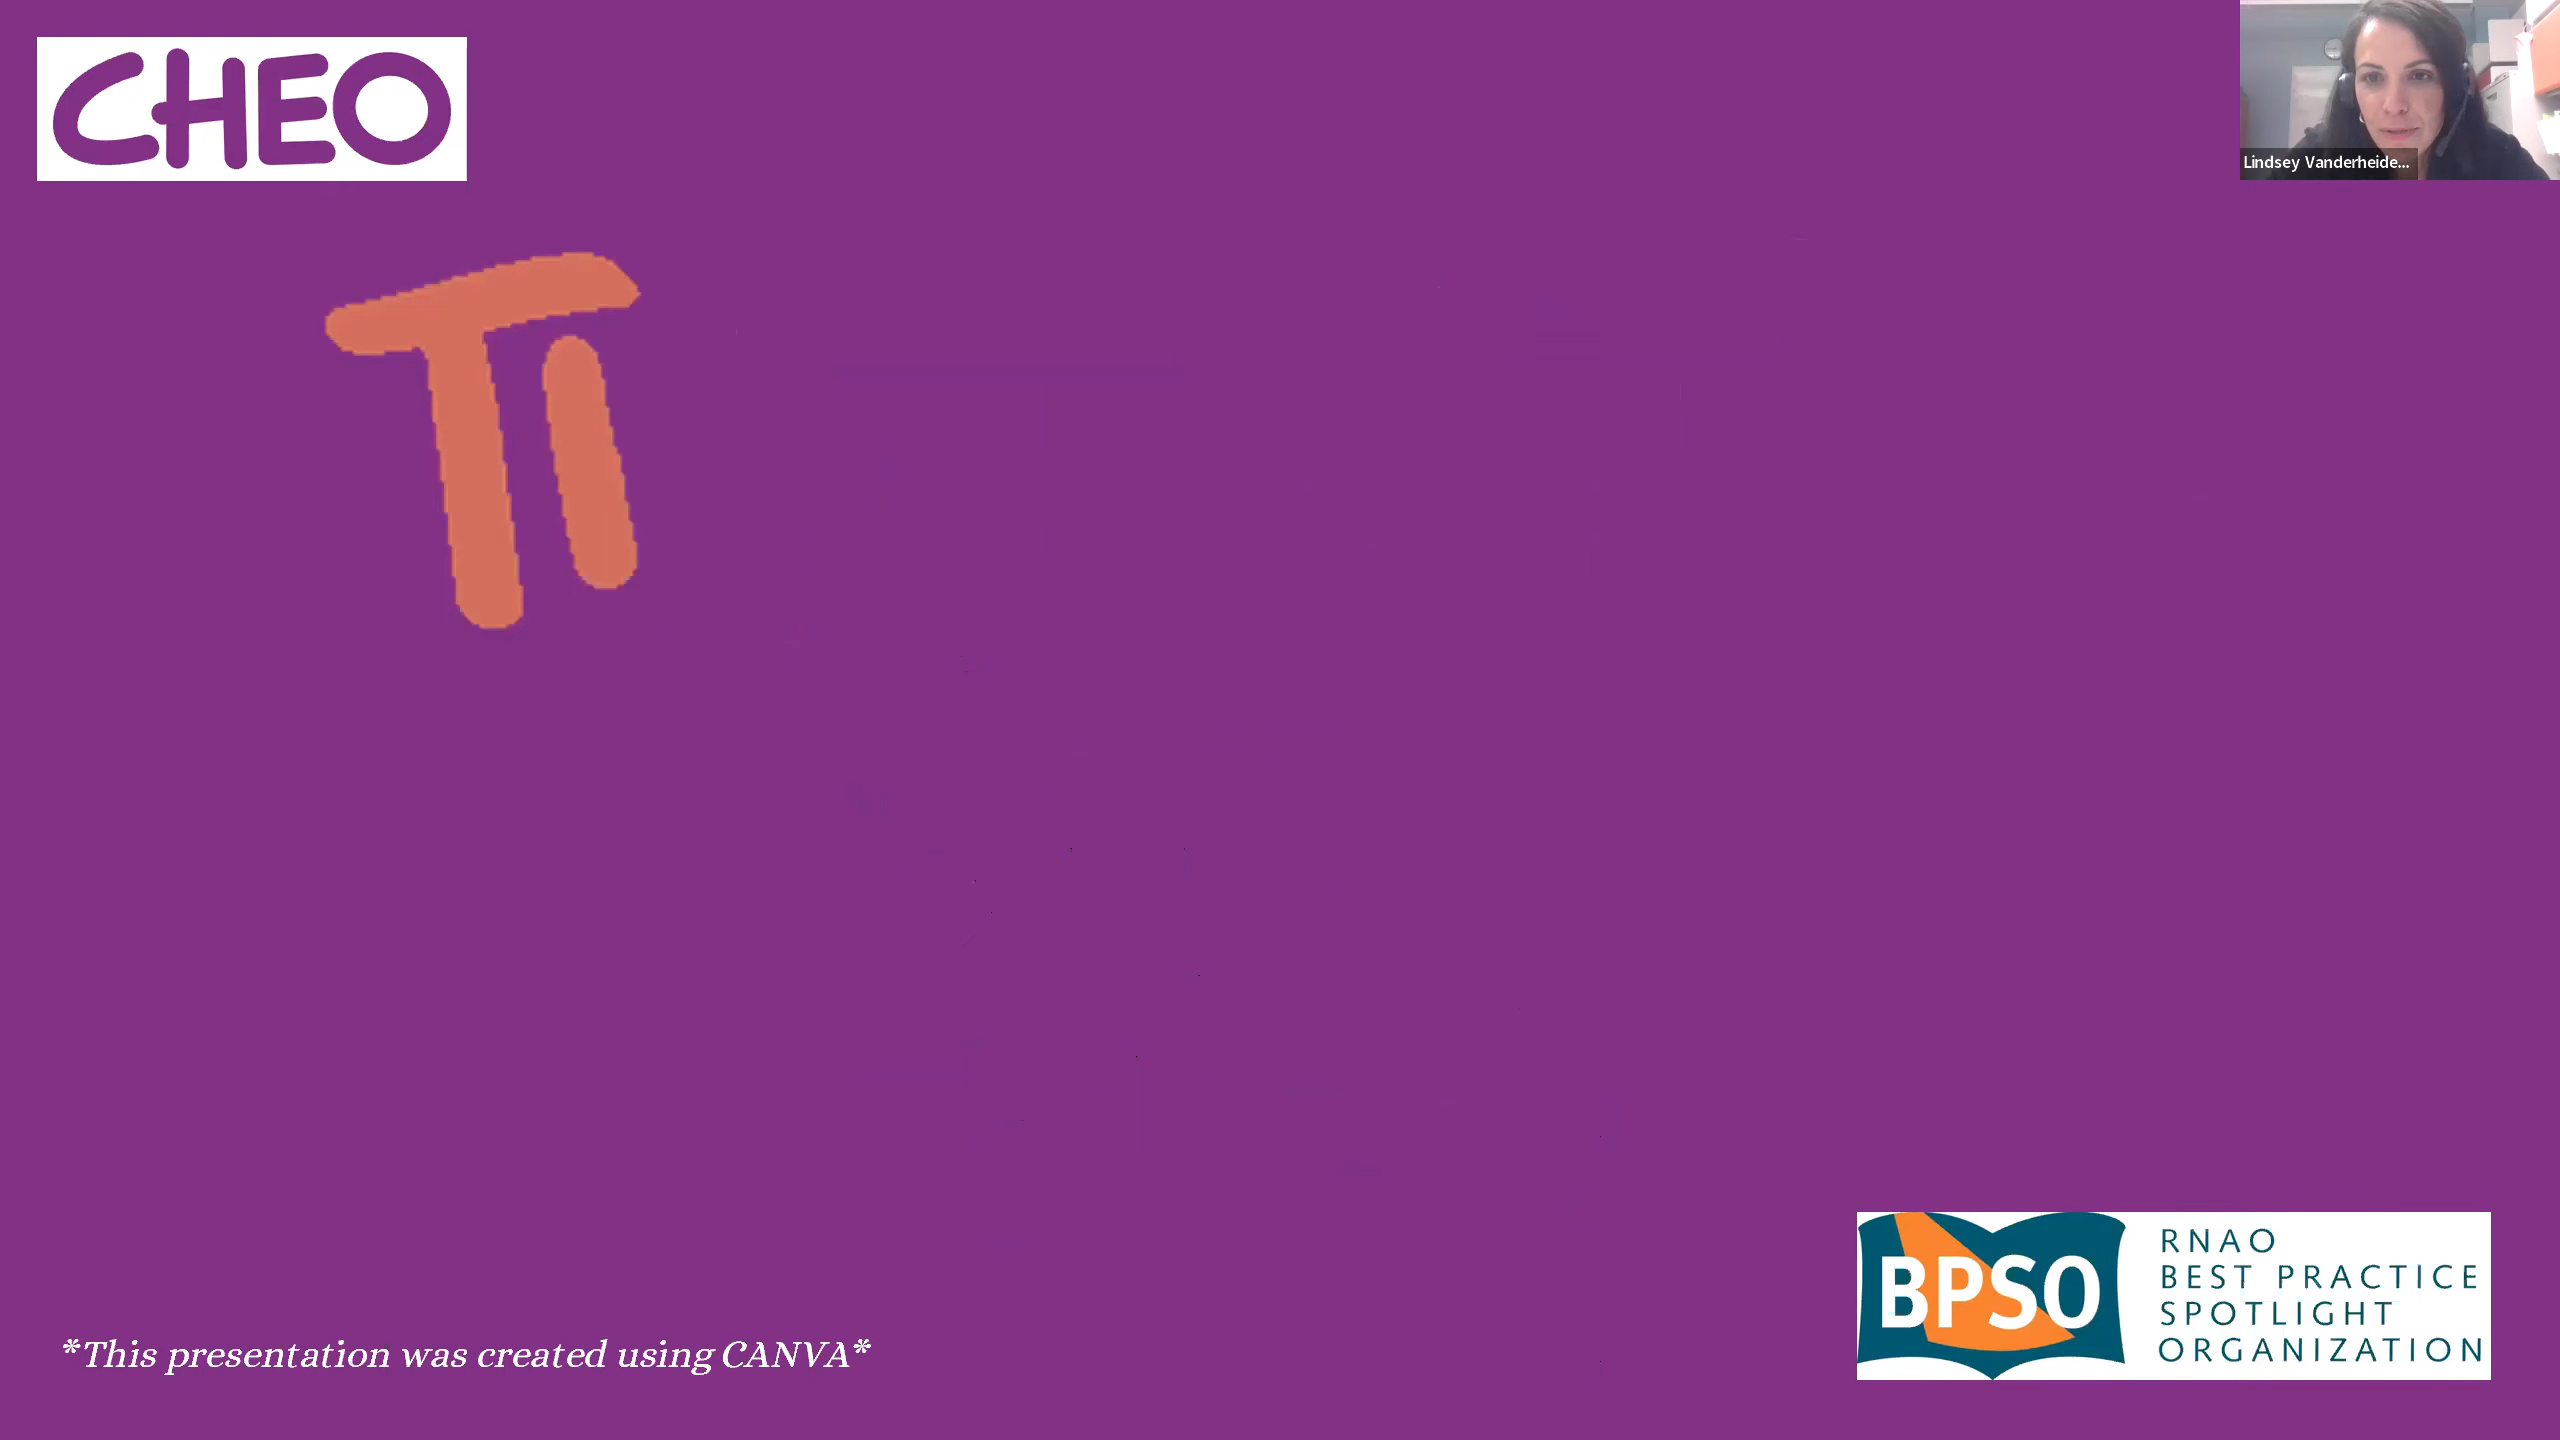 CHEO
Lindsey Vanderheide...
T
BPSO
RNAO
BEST PRACTICE
SPOTLIGHT
ORGANIZATION
*This presentation was created using CANVA*